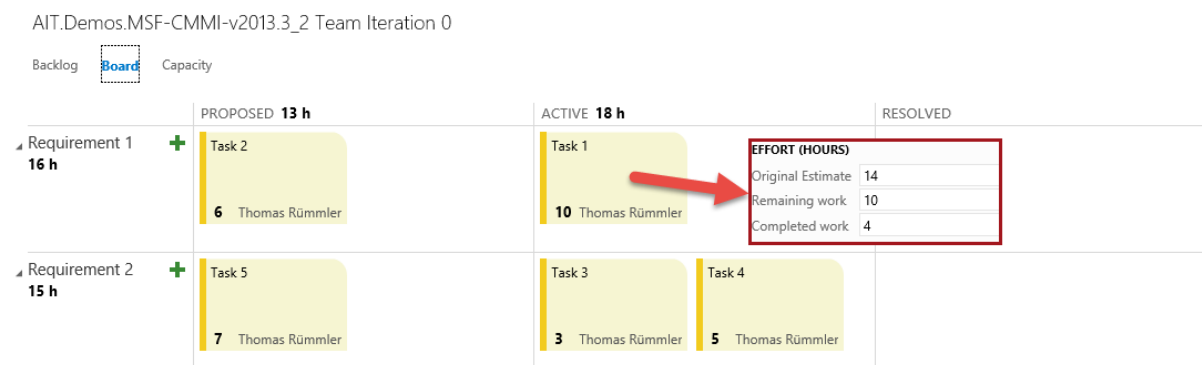 AIT.Demos.MSF-CMMI-v2013.3_2 Team Iteration 0
Backlog Board Capacity
PROPOSED 13 h ACTIVE 18 h RESOLVED
Requirement 1
16 h
Task 2
6 Thomas Rümmler
Task 1
10 Thomas Rümmler
EFFORT (HOURS)
Original Estimate 14
Remaining work 10
Completed work 4
Requirement 2
15 h
Task 5
7 Thomas Rümmler
Task 3
3 Thomas Rümmler
Task 4
5 Thomas Rümmler